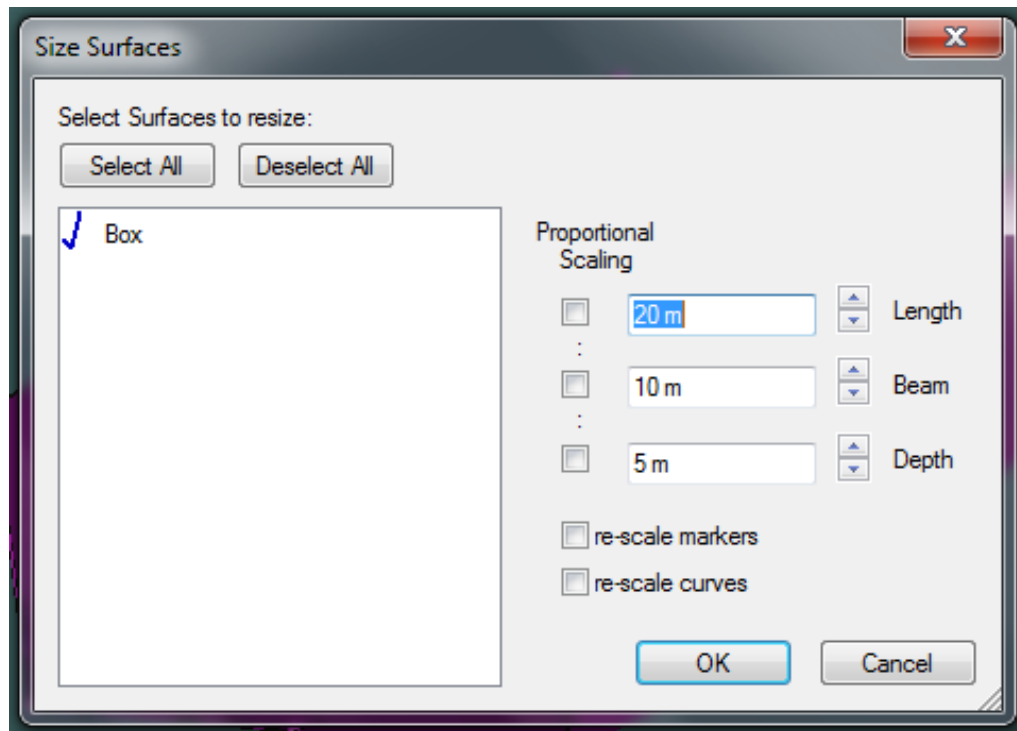 Size Surfaces
Select Surfaces to resize:
Select All
Deselect All
Box
Proportional
Scaling
20 m
Length
:
10 m
Beam
:
5 m
Depth
re-scale markers
re-scale curves
OK
Cancel